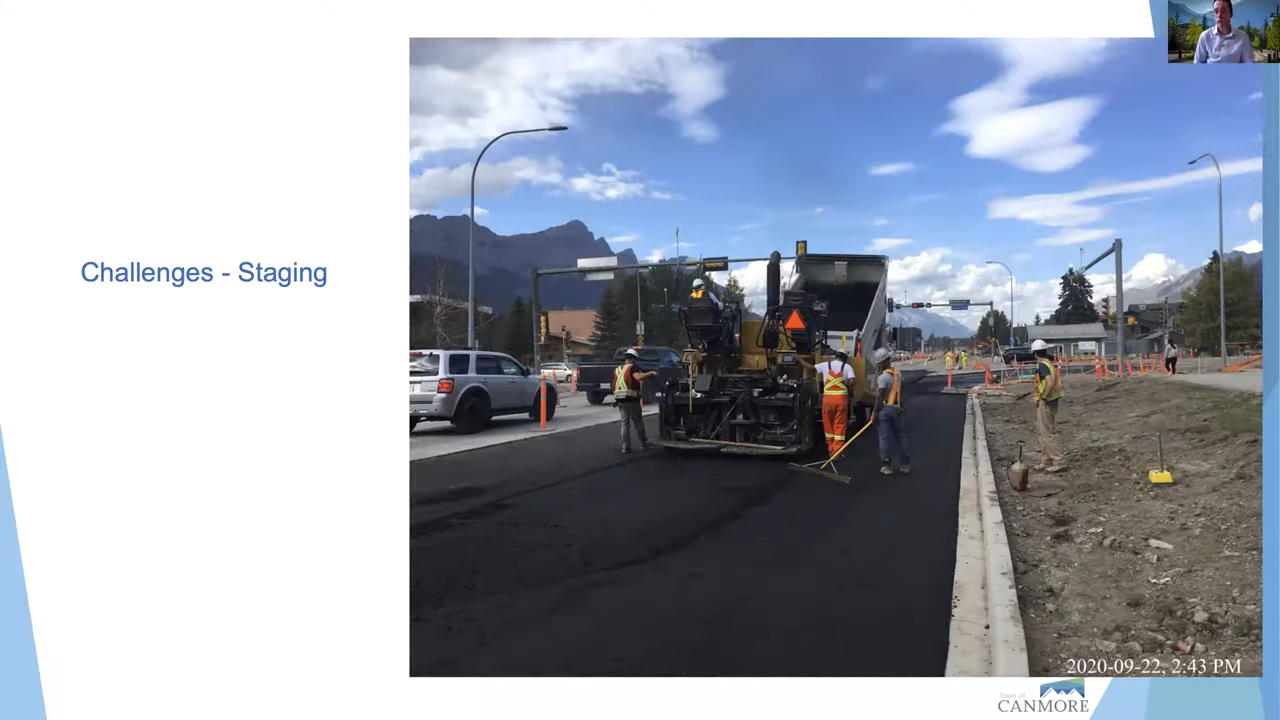 Challenges - Staging
2020-09-22, 2:43 PM
Town of
CANMORE